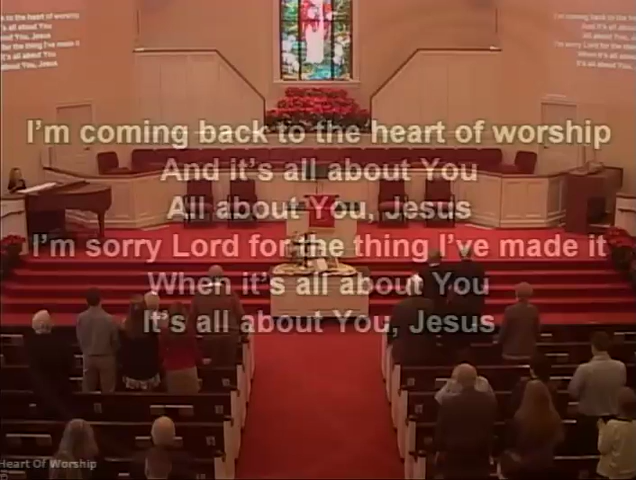 I'm coming back to the heart of worship
And it's all about You
All about You, Jesus
I'm sorry Lord for the thing I've made it
When it's all about You
It's all about You, Jesus
Heart Of Worship